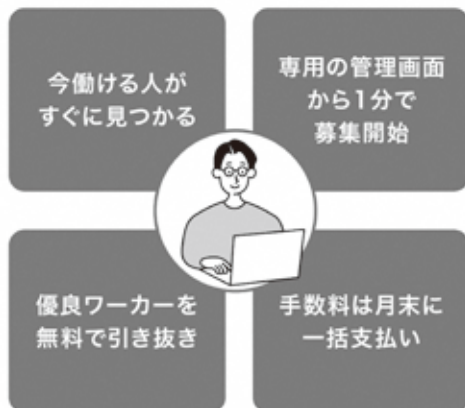 今働ける人が
すぐに見つかる
専用の管理画面
から1分で
募集開始
優良ワーカーを
無料で引き抜き
手数料は月末に
一括支払い